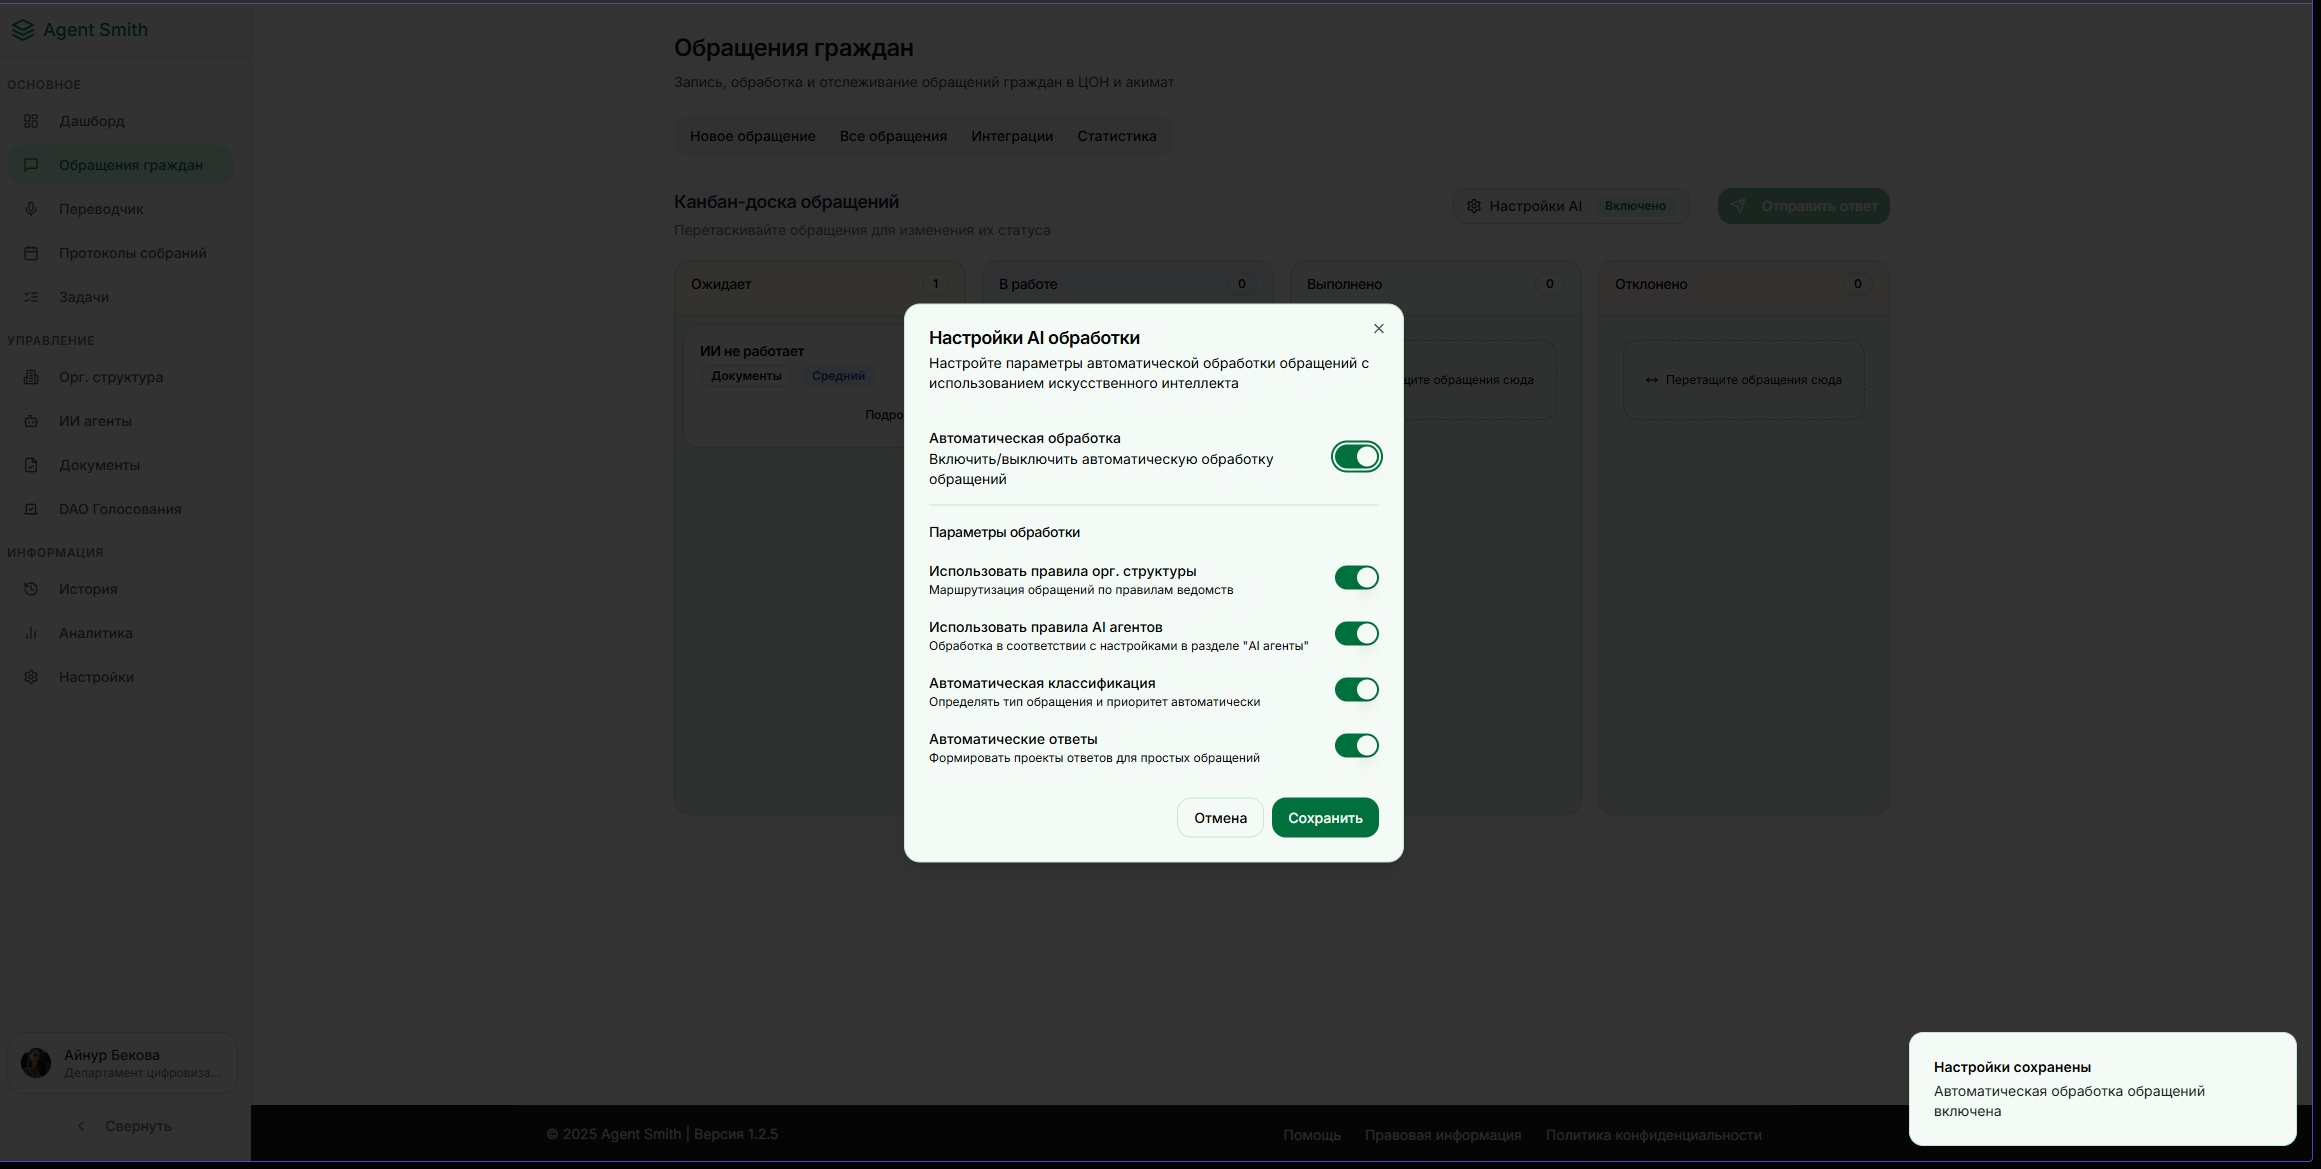 Agent Smith
ОСНОВНОЕ
Дашборд
Обращения граждан
Переводчик
Протоколы собраний
Задачи
УПРАВЛЕНИЕ
Орг. структура
ИИ агенты
Документы
DAO Голосования
ИНФОРМАЦИЯ
История
Аналитика
Настройки
Айнур Бекова
Департамент цифровиза...
Свернуть
Обращения граждан
Запись, обработка и отслеживание обращений граждан в ЦОН и акимат
Новое обращение Все обращения Интеграции Статистика
Канбан-доска обращений
Перетаскивайте обращения для изменения их статуса
Настройки AI Включено
Отправить ответ
Ожидает 1
В работе 0
Выполнено 0
Отклонено 0
ИИ не работает
Документы Средний
Подро
щите обращения сюда
Перетащите обращения сюда
Настройки AI обработки
Настройте параметры автоматической обработки обращений с
использованием искусственного интеллекта
Автоматическая обработка
Включить/выключить автоматическую обработку
обращений
Параметры обработки
Использовать правила орг. структуры
Маршрутизация обращений по правилам ведомств
Использовать правила AI агентов
Обработка в соответствии с настройками в разделе "AI агенты"
Автоматическая классификация
Определять тип обращения и приоритет автоматически
Автоматические ответы
Формировать проекты ответов для простых обращений
Отмена Сохранить
Настройки сохранены
Автоматическая обработка обращений
включена
© 2025 Agent Smith | Версия 1.2.5
Помощь Правовая информация Политика конфиденциальности